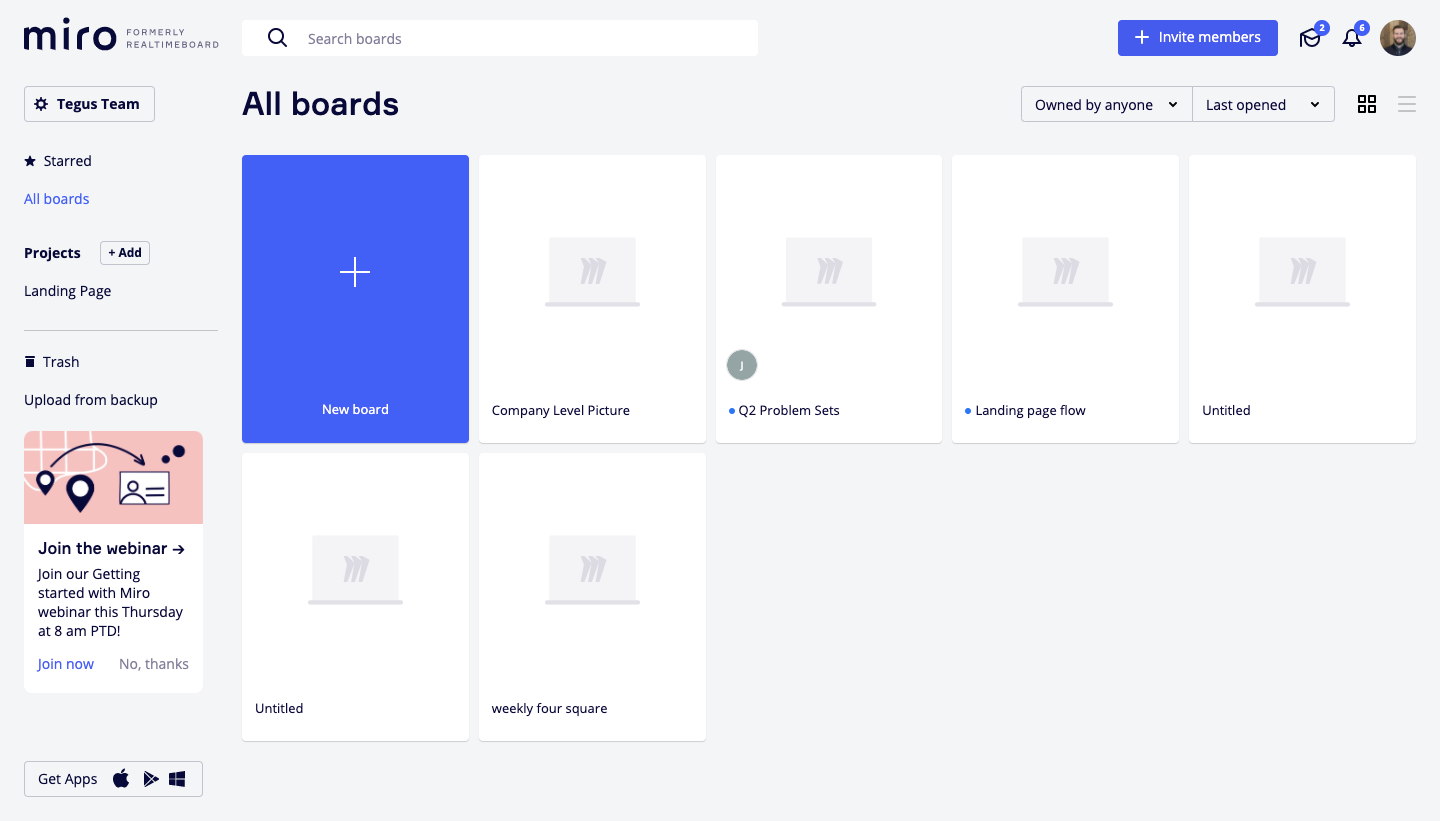 miro FORMERLY
REALTIMEBOARD
Search boards
Invite members
2
6
Tegus Team
All boards
Owned by anyone
Last opened
Starred
All boards
Projects
+ Add
Landing Page
Trash
Upload from backup
New board
Company Level Picture
J
Q2 Problem Sets
Landing page flow
Untitled
Untitled
weekly four square
Join the webinar →
Join our Getting
started with Miro
webinar this Thursday
at 8 am PTD!
Join now
No, thanks
Get Apps